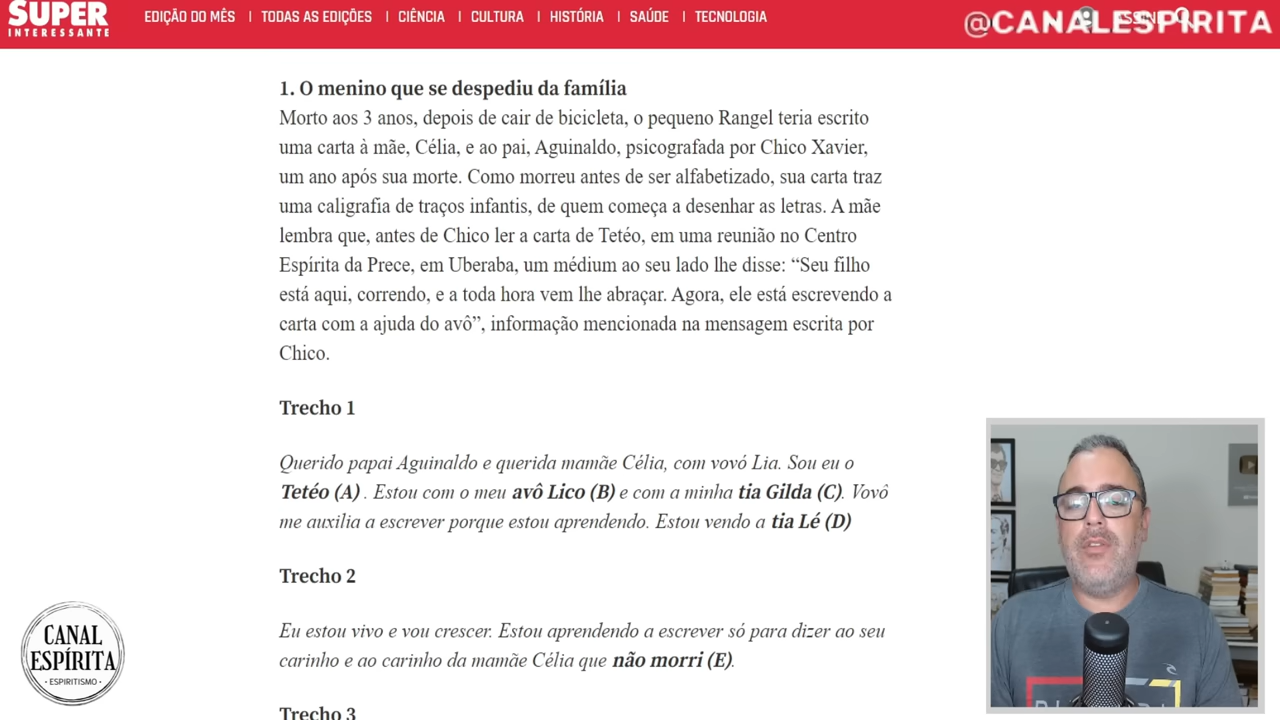 SUPER
INTERESSANTE
EDIÇÃO DO MÊS | TODAS AS EDIÇÕES | CIÊNCIA | CULTURA | HISTÓRIA | SAÚDE | TECNOLOGIA
@CANALESPÍRITA
1. O menino que se despediu da família
Morto aos 3 anos, depois de cair de bicicleta, o pequeno Rangel teria escrito
uma carta à mãe, Célia, e ao pai, Aguinaldo, psicografada por Chico Xavier,
um ano após sua morte. Como morreu antes de ser alfabetizado, sua carta traz
uma caligrafia de traços infantis, de quem começa a desenhar as letras. A mãe
lembra que, antes de Chico ler a carta de Tetéo, em uma reunião no Centro
Espírita da Prece, em Uberaba, um médium ao seu lado lhe disse: “Seu filho
está aqui, correndo, e a toda hora vem lhe abraçar. Agora, ele está escrevendo a
carta com a ajuda do avô”, informação mencionada na mensagem escrita por
Chico.
Trecho 1
Querido papai Aguinaldo e querida mamãe Célia, com vovó Lia. Sou eu o
Tetéo (A) . Estou com o meu avô Lico (B) e com a minha tia Gilda (C). Vovô
me auxilia a escrever porque estou aprendendo. Estou vendo a tia Lé (D)
Trecho 2
Eu estou vivo e vou crescer. Estou aprendendo a escrever só para dizer ao seu
carinho e ao carinho da mamãe Célia que não morri (E).
Trecho 3
CANAL
ESPÍRITA
• ESPIRITISMO •